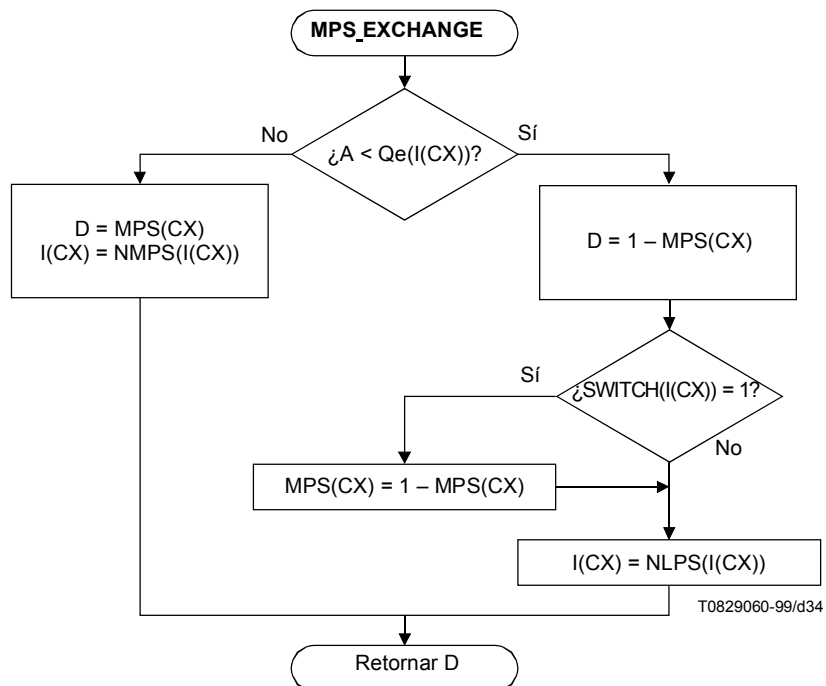 MPS_EXCHANGE
No
Sí
¿A < Qe(I(CX))?
D = MPS(CX)
I(CX) = NMPS(I(CX))
D = 1 – MPS(CX)
Sí
¿SWITCH(I(CX)) = 1?
No
MPS(CX) = 1 – MPS(CX)
I(CX) = NLPS(I(CX))
T0829060-99/d34
Retornar D